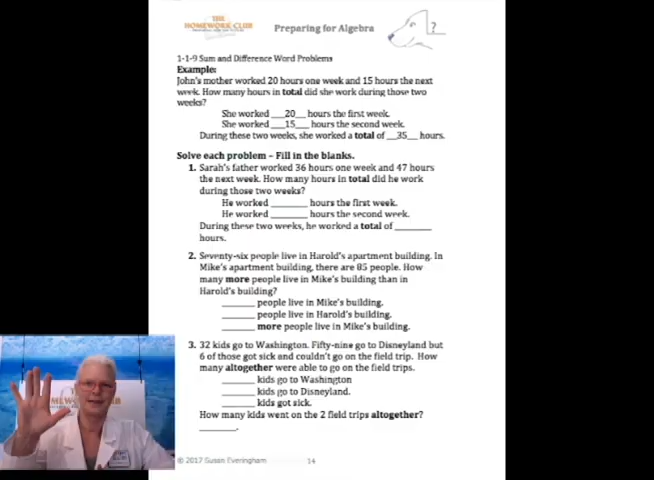 THE
HOMEWORK CLUB
Preparing for Algebra
?
1-1-9 Sum and Difference Word Problems
Example:
John's mother worked 20 hours one week and 15 hours the next
week. How many hours in total did she work during those two
weeks?
She worked __20__ hours the first week.
She worked __15__ hours the second week.
During these two weeks, she worked a total of __35__ hours.
Solve each problem – Fill in the blanks.
1. Sarah's father worked 36 hours one week and 47 hours
the next week. How many hours in total did he work
during those two weeks?
He worked _______ hours the first week.
He worked _______ hours the second week.
During these two weeks, he worked a total of _______
hours.
2. Seventy-six people live in Harold's apartment building. In
Mike's apartment building, there are 85 people. How
many more people live in Mike's building than in
Harold's building?
_______ people live in Mike's building.
_______ people live in Harold's building.
_______ more people live in Mike's building.
3. 32 kids go to Washington. Fifty-nine go to Disneyland but
6 of those got sick and couldn't go on the field trip. How
many altogether were able to go on the field trips.
_______ kids go to Washington
_______ kids go to Disneyland.
_______ kids got sick.
How many kids went on the 2 field trips altogether?
_______.
© 2017 Susan Everingham
14